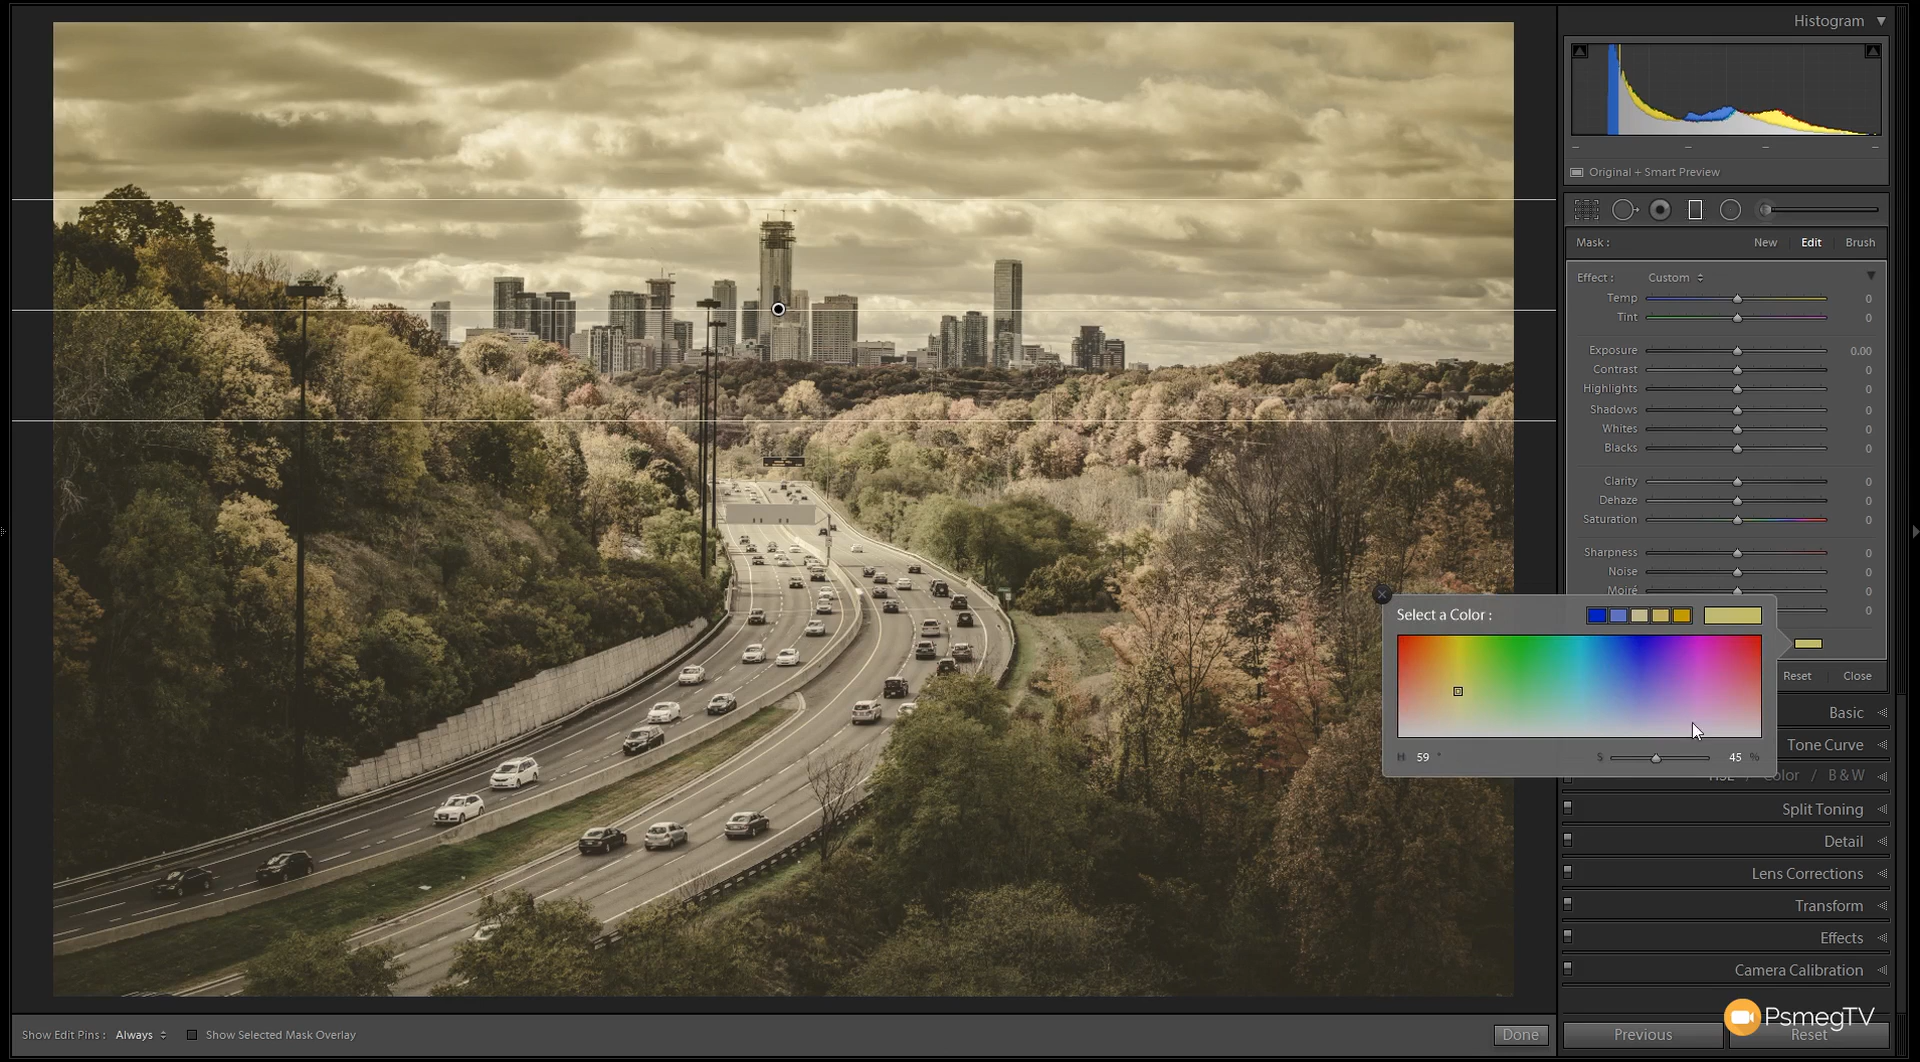 Histogram
Original + Smart Preview
Mask : New Edit Brush
Effect : Custom
Temp 0
Tint 0
Exposure 0.00
Contrast 0
Highlights 0
Shadows 0
Whites 0
Blacks 0
Clarity 0
Dehaze 0
Saturation 0
Sharpness 0
Noise 0
Moiré 0
0
Select a Color :
H 59 ° S 45 %
Reset Close
Basic
Tone Curve
HSL / Color / B & W
Split Toning
Detail
Lens Corrections
Transform
Effects
Camera Calibration
PsmegTV
Show Edit Pins : Always Show Selected Mask Overlay Done
Previous Reset